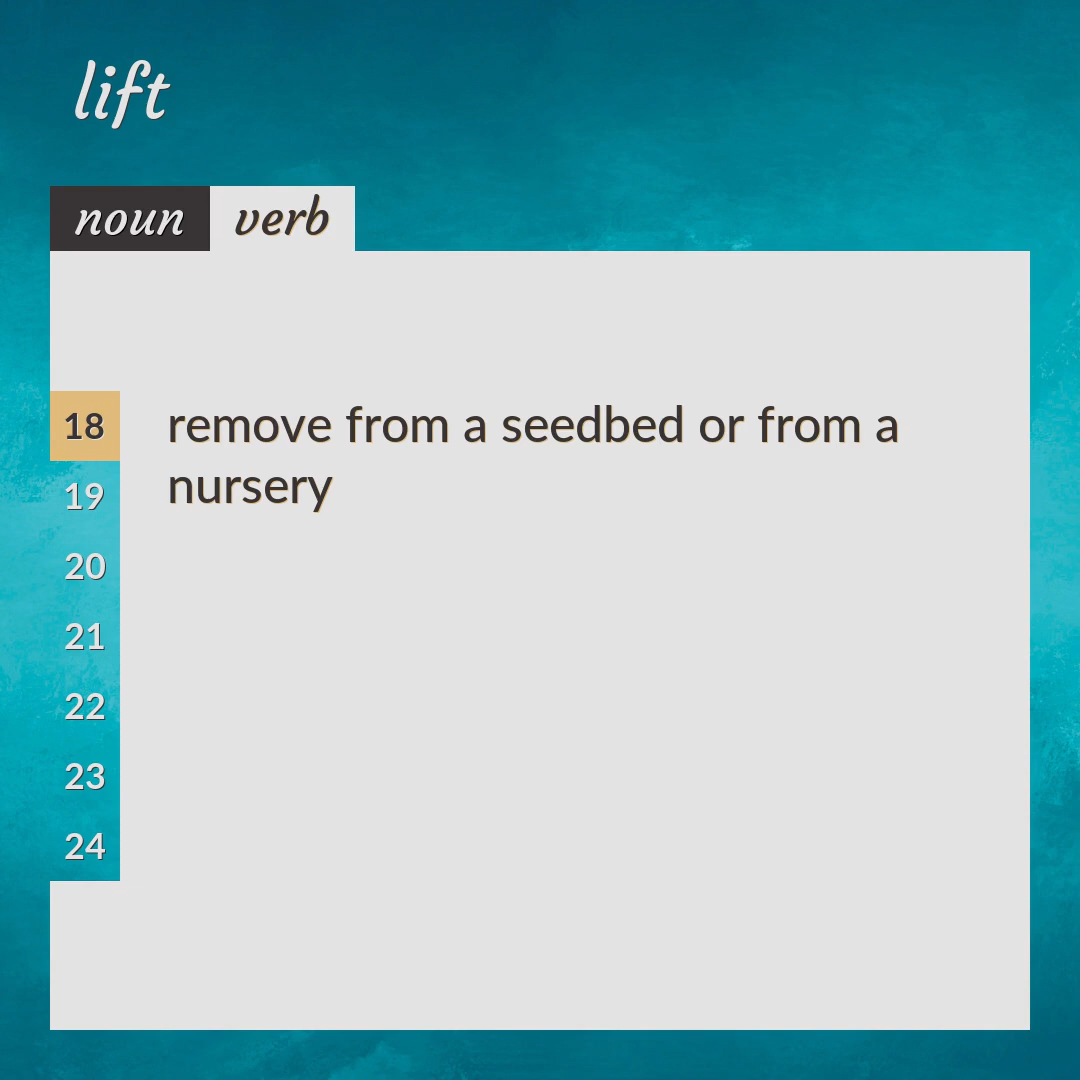 lift
noun verb
18 remove from a seedbed or from a
nursery
19
20
21
22
23
24